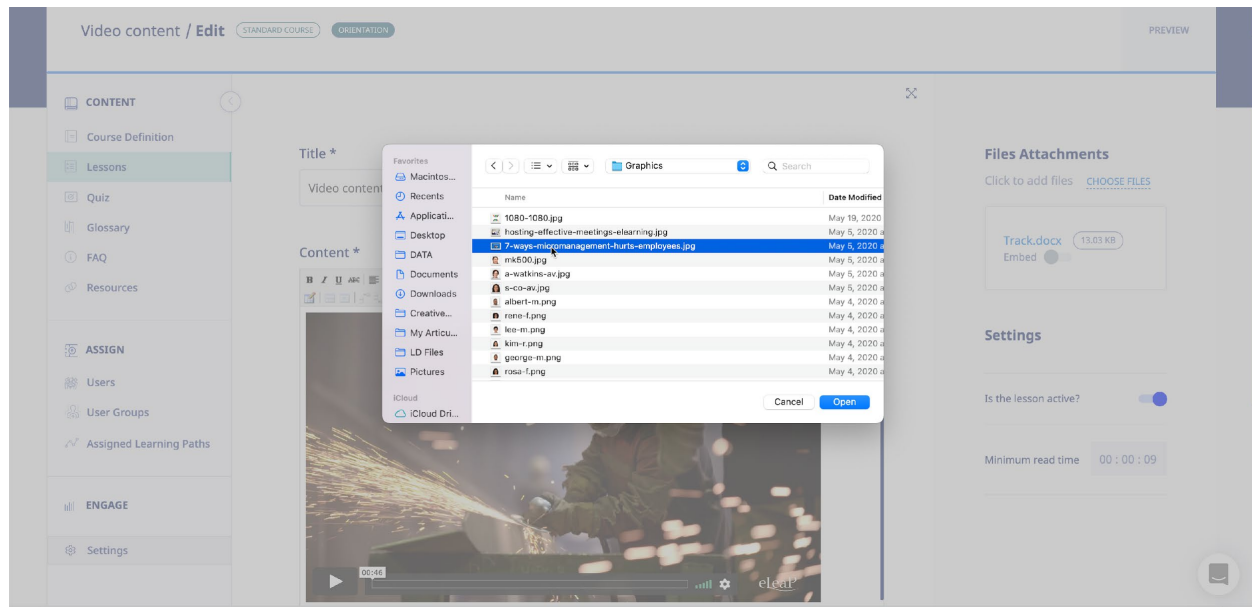 Video content / Edit STANDARD COURSE ORIENTATION
PREVIEW
CONTENT
Course Definition
Lessons
Quiz
Glossary
FAQ
Resources
ASSIGN
Users
User Groups
Assigned Learning Paths
ENGAGE
Settings
Title *
Video content
Content *
B I U ABC
Favorites
Macintos...
Recents
Applicati...
Desktop
DATA
Documents
Downloads
Creative...
My Articu...
LD Files
Pictures
iCloud
iCloud Dri...
Graphics
Search
Name Date Modified
1080-1080.jpg May 19, 2020
hosting-effective-meetings-elearning.jpg May 5, 2020 a
7-ways-micromanagement-hurts-employees.jpg May 5, 2020 a
mk500.jpg May 5, 2020 a
a-watkins-av.jpg May 5, 2020 a
s-co-av.jpg May 5, 2020 a
albert-m.png May 4, 2020 a
rene-f.png May 4, 2020 a
lee-m.png May 4, 2020 a
kim-r.png May 4, 2020 a
george-m.png May 4, 2020 a
rosa-f.png May 4, 2020 a
Cancel Open
00:46
eLeaP
Files Attachments
Click to add files CHOOSE FILES
Track.docx 13.03 KB
Embed
Settings
Is the lesson active?
Minimum read time 00 : 00 : 09